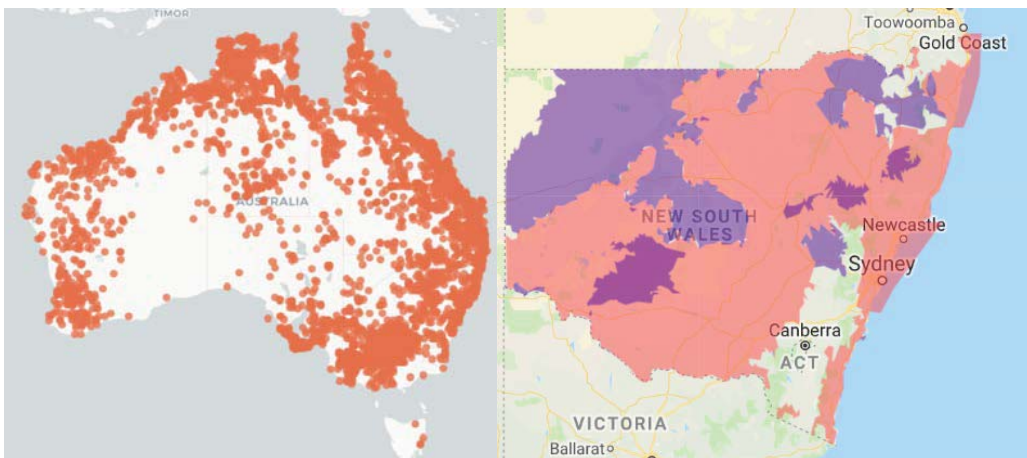 TIMOR
AUSTRALIA
Toowoomba
Gold Coast
NEW SOUTH
WALES
Newcastle
Sydney
Canberra
ACT
VICTORIA
Ballarat